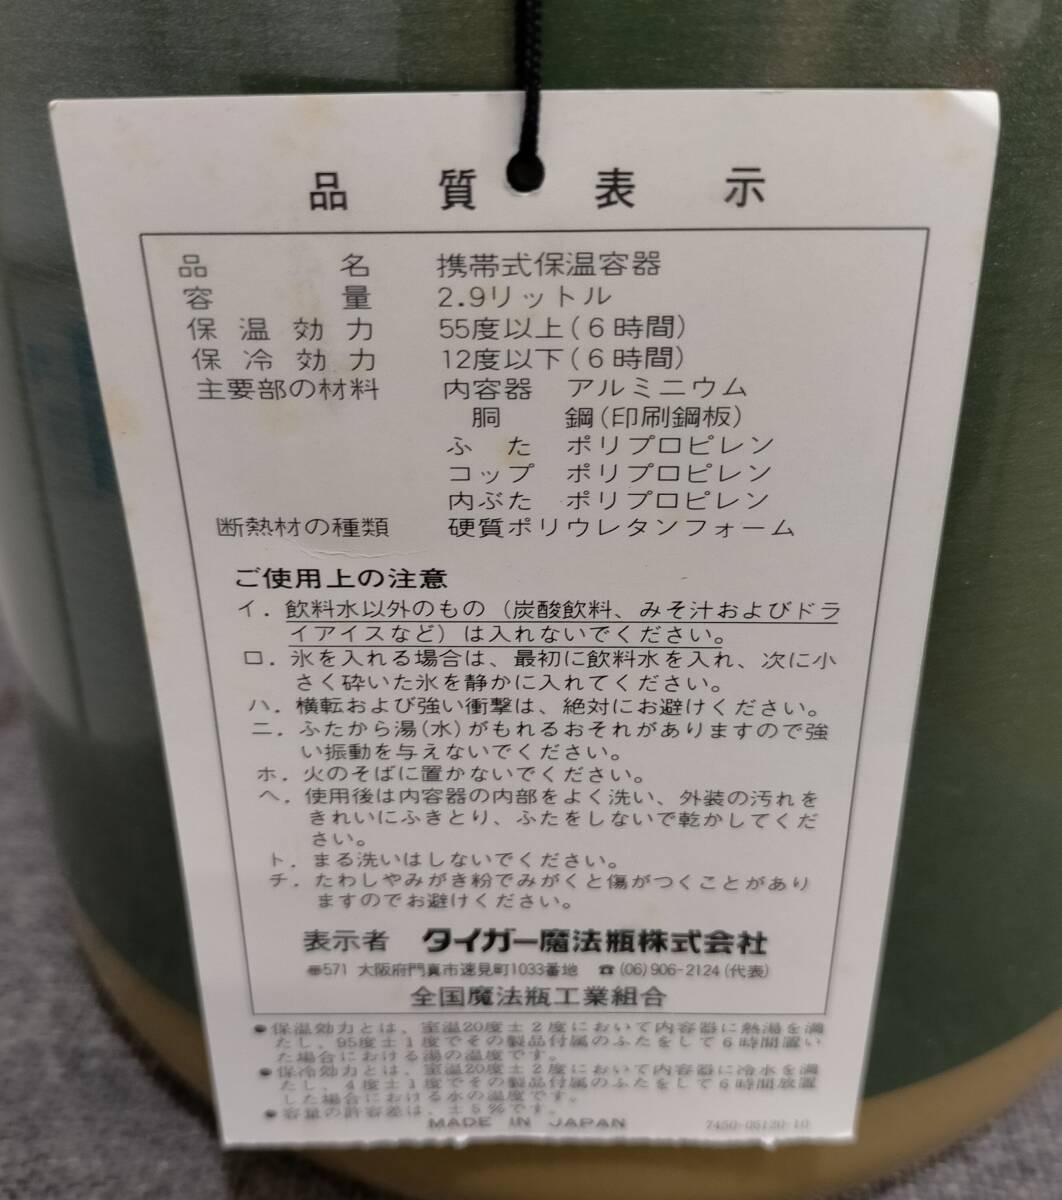 品質表示
品名 携帯式保温容器
容量 2.9リットル
保温効力 55度以上(6時間)
保冷効力 12度以下(6時間)
主要部の材料 内容器 アルミニウム
胴 鋼(印刷鋼板)
ふた ポリプロピレン
コップ ポリプロピレン
内ぶた ポリプロピレン
断熱材の種類 硬質ポリウレタンフォーム
ご使用上の注意
イ. 飲料水以外のもの(炭酸飲料、みそ汁およびドラ
イアイスなど)は入れないでください。
ロ. 氷を入れる場合は、最初に飲料水を入れ、次に小
さく砕いた氷を静かに入れてください。
ハ. 横転および強い衝撃は、絶対にお避けください。
ニ. ふたから湯(水)がもれるおそれがありますので強
い振動を与えないでください。
ホ. 火のそばに置かないでください。
ヘ. 使用後は内容器の内部をよく洗い、外装の汚れを
きれいにふきとり、ふたをしないで乾かしてくだ
さい。
ト. まる洗いはしないでください。
チ. たわしやみがき粉でみがくと傷がつくことがあり
ますのでお避けください。
表示者 タイガー魔法瓶株式会社
〠571 大阪府門真市速見町1033番地 ☎(06)906-2124(代表)
全国魔法瓶工業組合
●保温効力とは、室温20度±2度において内容器に熱湯を満
たし、95度±1度でその製品付属のふたをして6時間置い
た場合における湯の温度です。
●保冷効力とは、室温20度±2度において内容器に冷水を満
たし、4度±1度でその製品付属のふたをして6時間放置
した場合における水の温度です。
●容量の許容差は、±5%です。
MADE IN JAPAN 7450-05120-10